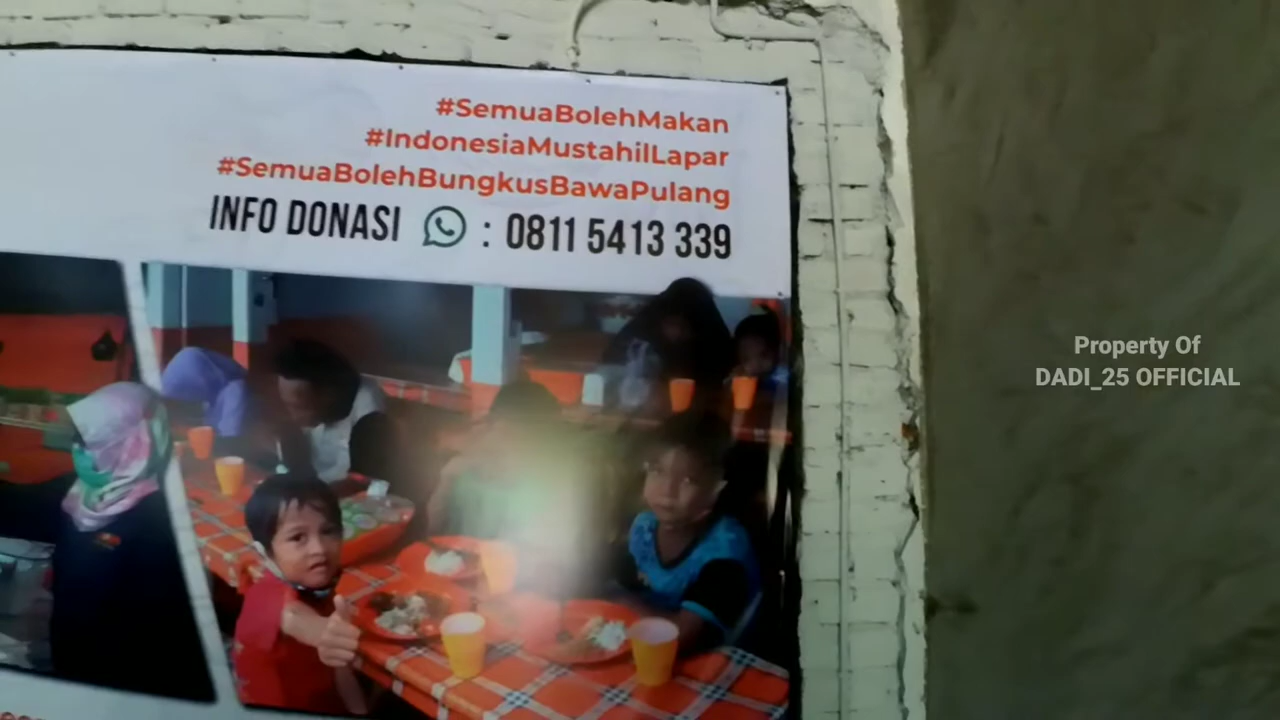 #SemuaBolehMakan
#IndonesiaMustahilLapar
#SemuaBolehBungkusBawaPulang
INFO DONASI : 0811 5413 339
Property Of
DADI_25 OFFICIAL